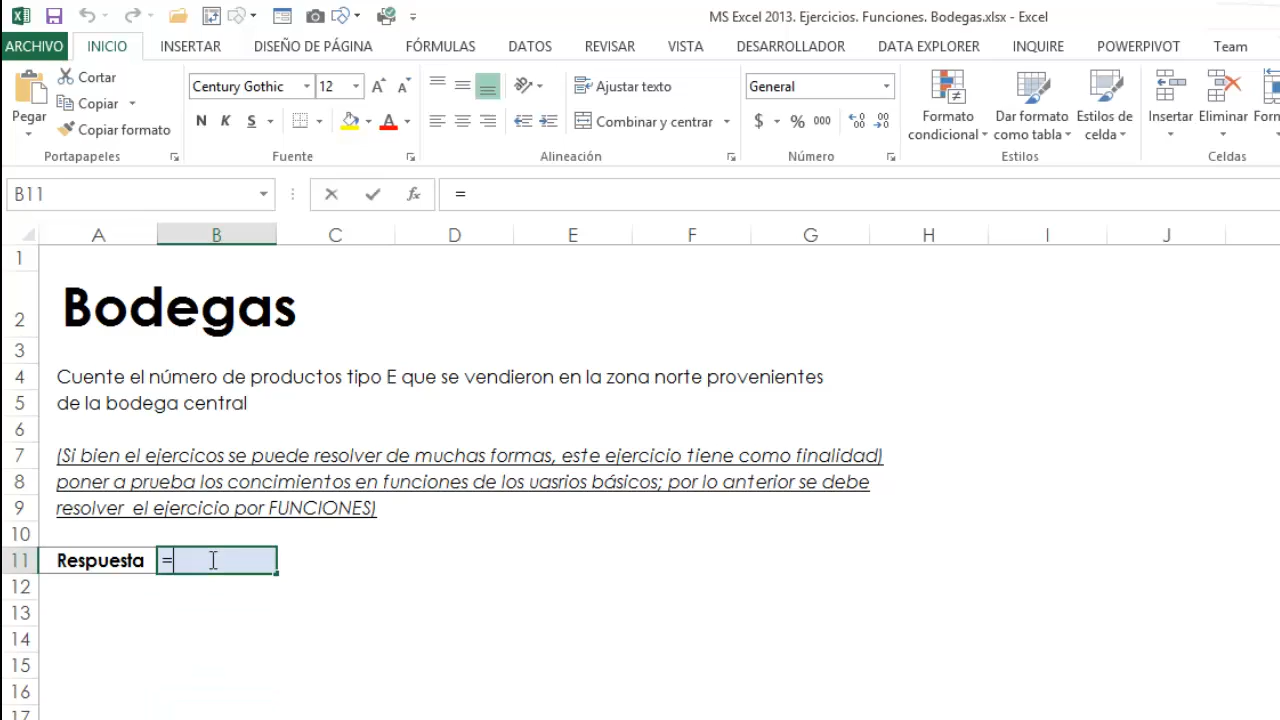 MS Excel 2013. Ejercicios. Funciones. Bodegas.xlsx - Excel
ARCHIVO INICIO INSERTAR DISEÑO DE PÁGINA FÓRMULAS DATOS REVISAR VISTA DESARROLLADOR DATA EXPLORER INQUIRE POWERPIVOT Team
Pegar
Cortar
Copiar
Copiar formato
Portapapeles
Century Gothic 12
N K S
Fuente
Ajustar texto
Combinar y centrar
Alineación
General
$ % 000
Número
Formato condicional
Dar formato como tabla
Estilos de celda
Estilos
Insertar Eliminar Form
Celdas
B11 fx =
A B C D E F G H I J
1
2 Bodegas
3
4 Cuente el número de productos tipo E que se vendieron en la zona norte provenientes
5 de la bodega central
6
7 (Si bien el ejercicos se puede resolver de muchas formas, este ejercicio tiene como finalidad)
8 poner a prueba los concimientos en funciones de los uasrios básicos; por lo anterior se debe
9 resolver el ejercicio por FUNCIONES)
10
11 Respuesta =
12
13
14
15
16
17